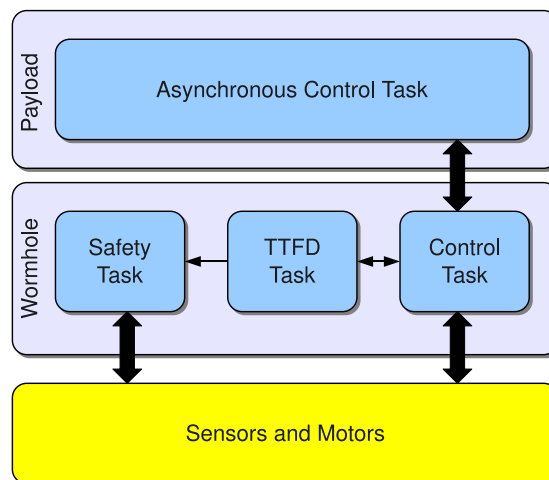 Payload
Asynchronous Control Task
Wormhole
Safety
Task
TTFD
Task
Control
Task
Sensors and Motors